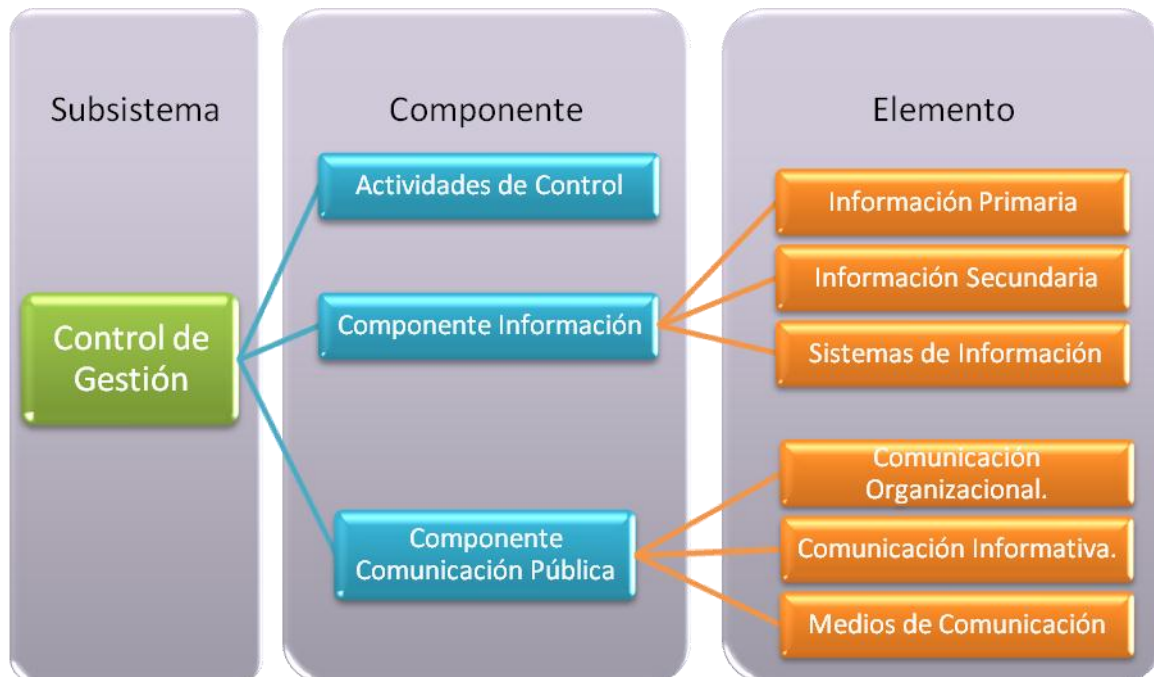 Subsistema
Componente
Elemento
Control de
Gestión
Actividades de Control
Componente Información
Componente
Comunicación Pública
Información Primaria
Información Secundaria
Sistemas de Información
Comunicación
Organizacional.
Comunicación Informativa.
Medios de Comunicación